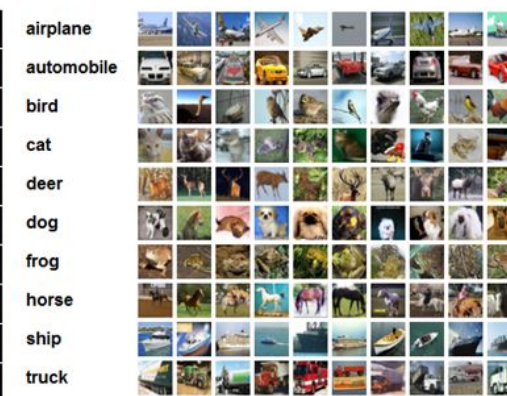 airplane
automobile
bird
cat
deer
dog
frog
horse
ship
truck